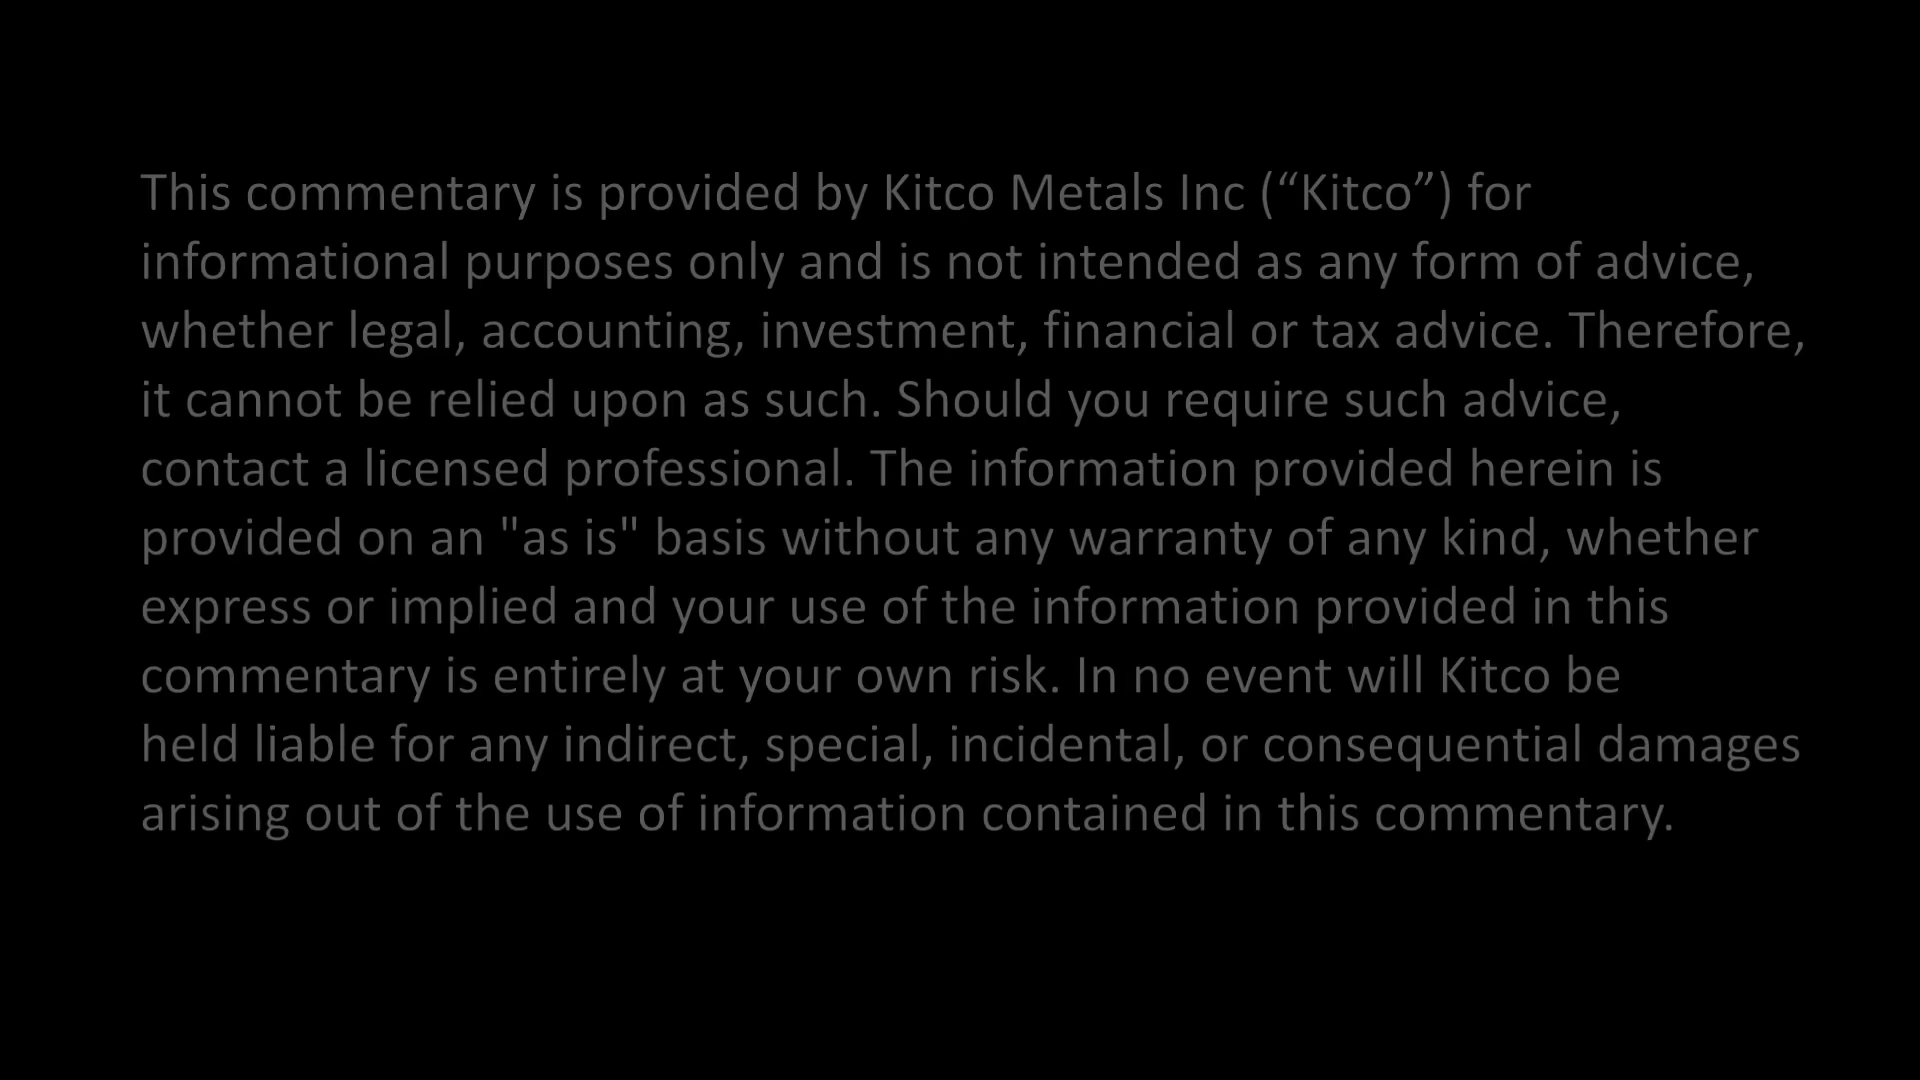 This commentary is provided by Kitco Metals Inc (“Kitco”) for
informational purposes only and is not intended as any form of advice,
whether legal, accounting, investment, financial or tax advice. Therefore,
it cannot be relied upon as such. Should you require such advice,
contact a licensed professional. The information provided herein is
provided on an "as is" basis without any warranty of any kind, whether
express or implied and your use of the information provided in this
commentary is entirely at your own risk. In no event will Kitco be
held liable for any indirect, special, incidental, or consequential damages
arising out of the use of information contained in this commentary.